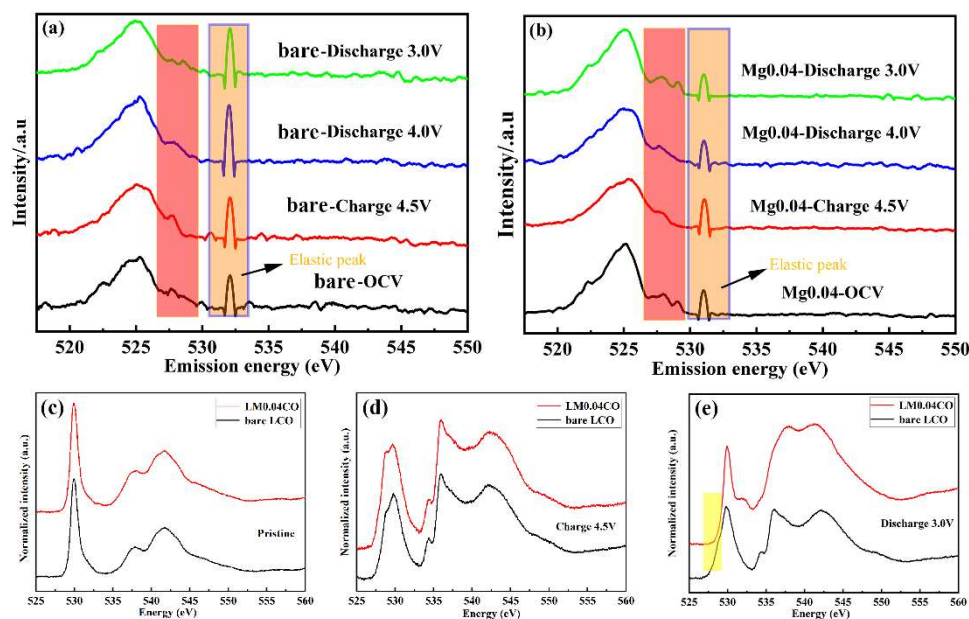 (a)
bare-Discharge 3.0V
bare-Discharge 4.0V
bare-Charge 4.5V
Elastic peak
bare-OCV
Intensity/.a.u
520 525 530 535 540 545 550
Emission energy (eV)
(b)
Mg0.04-Discharge 3.0V
Mg0.04-Discharge 4.0V
Mg0.04-Charge 4.5V
Elastic peak
Mg0.04-OCV
Intensity/.a.u
520 525 530 535 540 545 550
Emission energy (eV)
(c)
LM0.04CO
bare LCO
Pristine
Normalized intensity (a.u.)
525 530 535 540 545 550 555 560
Energy (eV)
(d)
LM0.04CO
bare LCO
Charge 4.5V
Normalized intensity (a.u.)
525 530 535 540 545 550 555 560
Energy (eV)
(e)
LM0.04CO
bare LCO
Discharge 3.0V
Normalized intensity (a.u.)
525 530 535 540 545 550 555 560
Energy (eV)